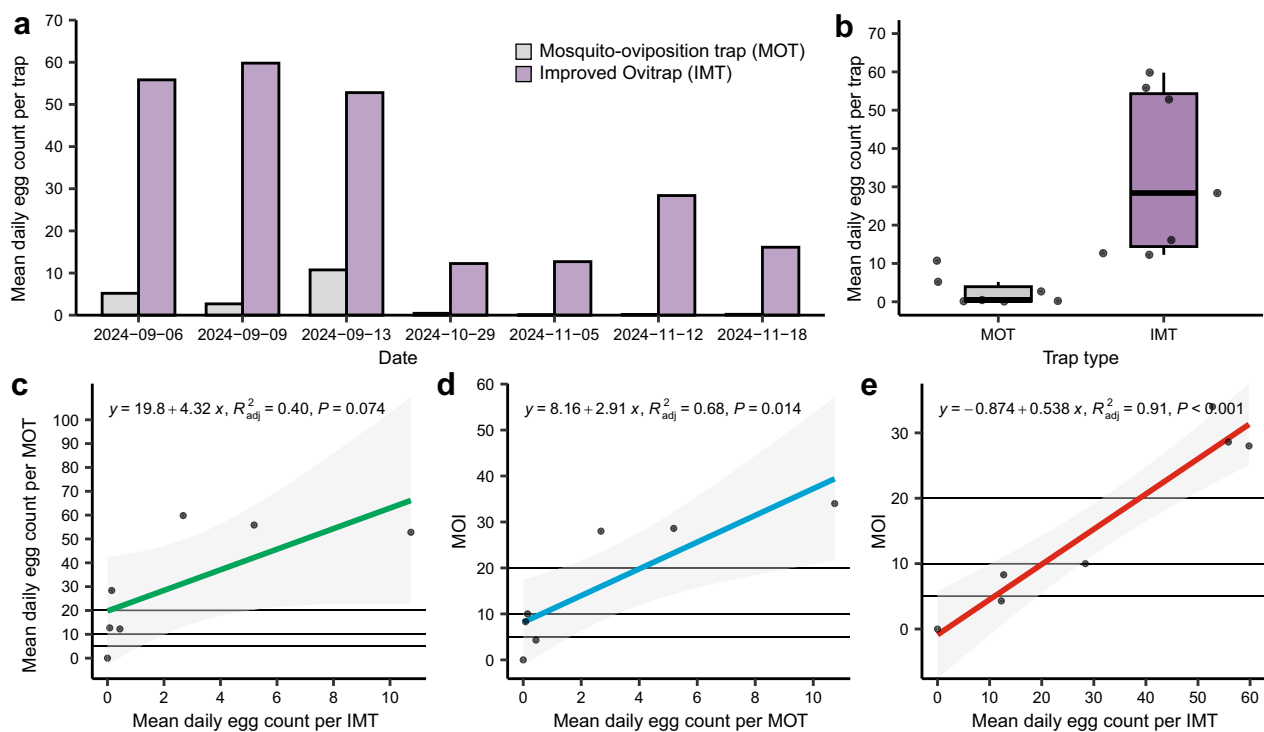 a
Mean daily egg count per trap
70
60
50
40
30
20
10
0
Mosquito-oviposition trap (MOT)
Improved Ovitrap (IMT)
2024−09−06 2024−09−09 2024−09−13 2024−10−29 2024−11−05 2024−11−12 2024−11−18
Date
b
Mean daily egg count per trap
70
60
50
40
30
20
10
0
MOT IMT
Trap type
c
Mean daily egg count per MOT
100
90
80
70
60
50
40
30
20
10
0
y = 19.8 + 4.32 x, R²adj = 0.40, P = 0.074
0 2 4 6 8 10
Mean daily egg count per IMT
d
MOI
60
50
40
30
20
10
0
y = 8.16 + 2.91 x, R²adj = 0.68, P = 0.014
0 2 4 6 8 10
Mean daily egg count per MOT
e
MOI
30
20
10
0
y = −0.874 + 0.538 x, R²adj = 0.91, P < 0.001
0 10 20 30 40 50 60
Mean daily egg count per IMT